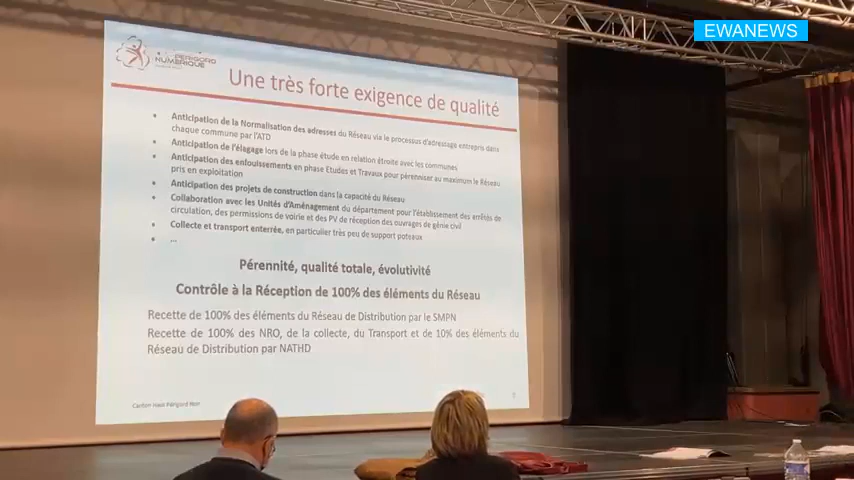 EWANEWS
PÉRIGORD
NUMÉRIQUE
Une très forte exigence de qualité
• Anticipation de la Normalisation des adresses du Réseau via le processus d'adressage entrepris dans
chaque commune par l'ATD
• Anticipation de l'élagage lors de la phase étude en relation étroite avec les communes
• Anticipation des enfouissements en phase Etudes et Travaux pour pérenniser au maximum le Réseau
pris en exploitation
• Anticipation des projets de construction dans la capacité du Réseau
• Collaboration avec les Unités d'Aménagement du département pour l'établissement des arrêtés de
circulation, des permissions de voirie et des PV de réception des ouvrages de génie civil
• Collecte et transport enterrée, en particulier très peu de support poteaux
• ...
Pérennité, qualité totale, évolutivité
Contrôle à la Réception de 100% des éléments du Réseau
Recette de 100% des éléments du Réseau de Distribution par le SMPN
Recette de 100% des NRO, de la collecte, du Transport et de 10% des éléments du
Réseau de Distribution par NATHD
Canton Haut Périgord Noir